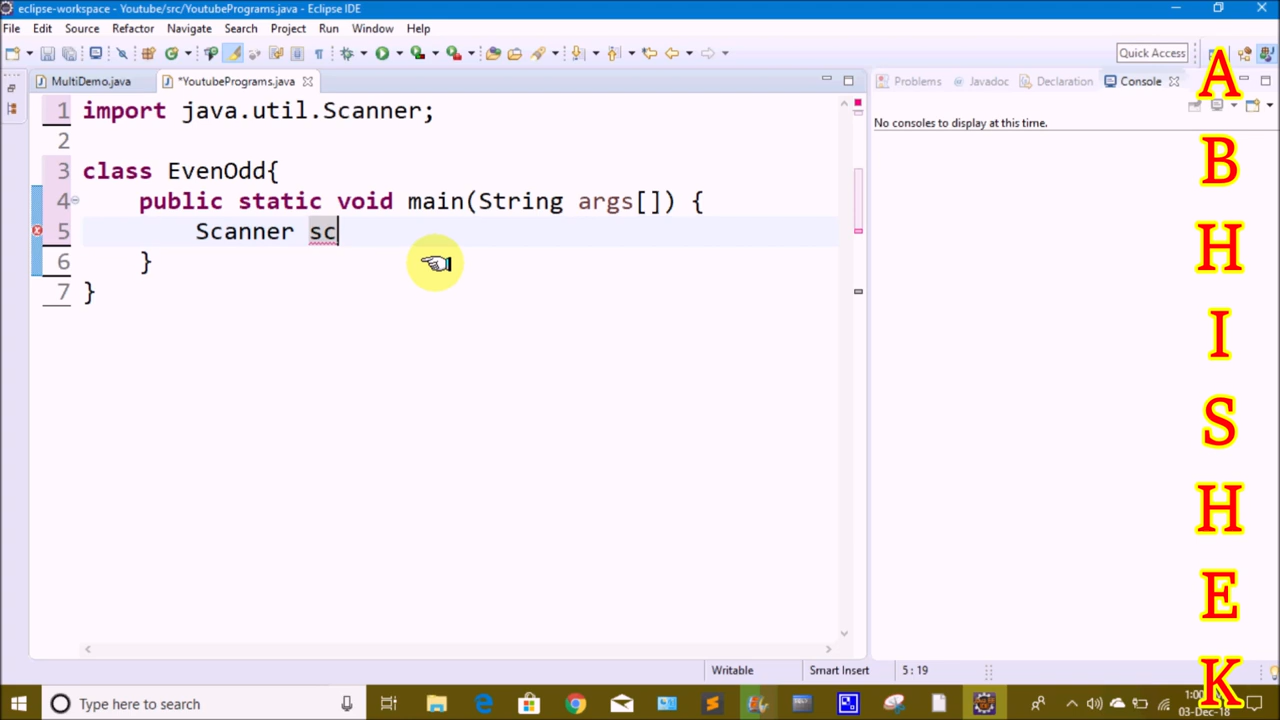 eclipse-workspace - Youtube/src/YoutubePrograms.java - Eclipse IDE
File Edit Source Refactor Navigate Search Project Run Window Help
Quick Access
MultiDemo.java *YoutubePrograms.java
Problems Javadoc Declaration Console
1 import java.util.Scanner;
2
3 class EvenOdd{
4 public static void main(String args[]) {
5 Scanner sc
6 }
7 }
No consoles to display at this time.
A
B
H
I
S
H
E
K
Writable Smart Insert 5 : 19
Type here to search
03-Dec-18